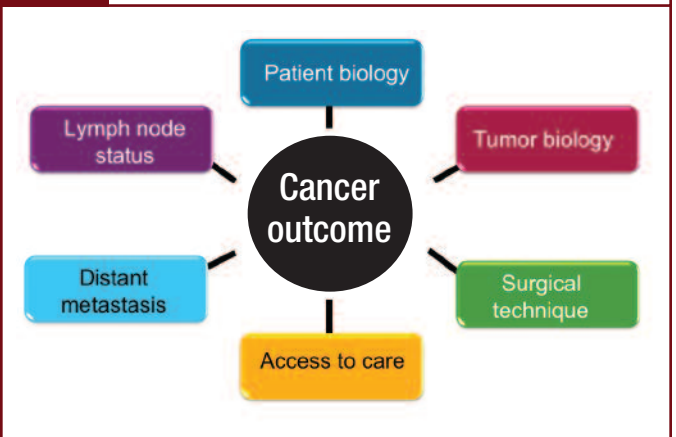 Patient biology
Lymph node
status
Tumor biology
Cancer
outcome
Distant
metastasis
Surgical
technique
Access to care